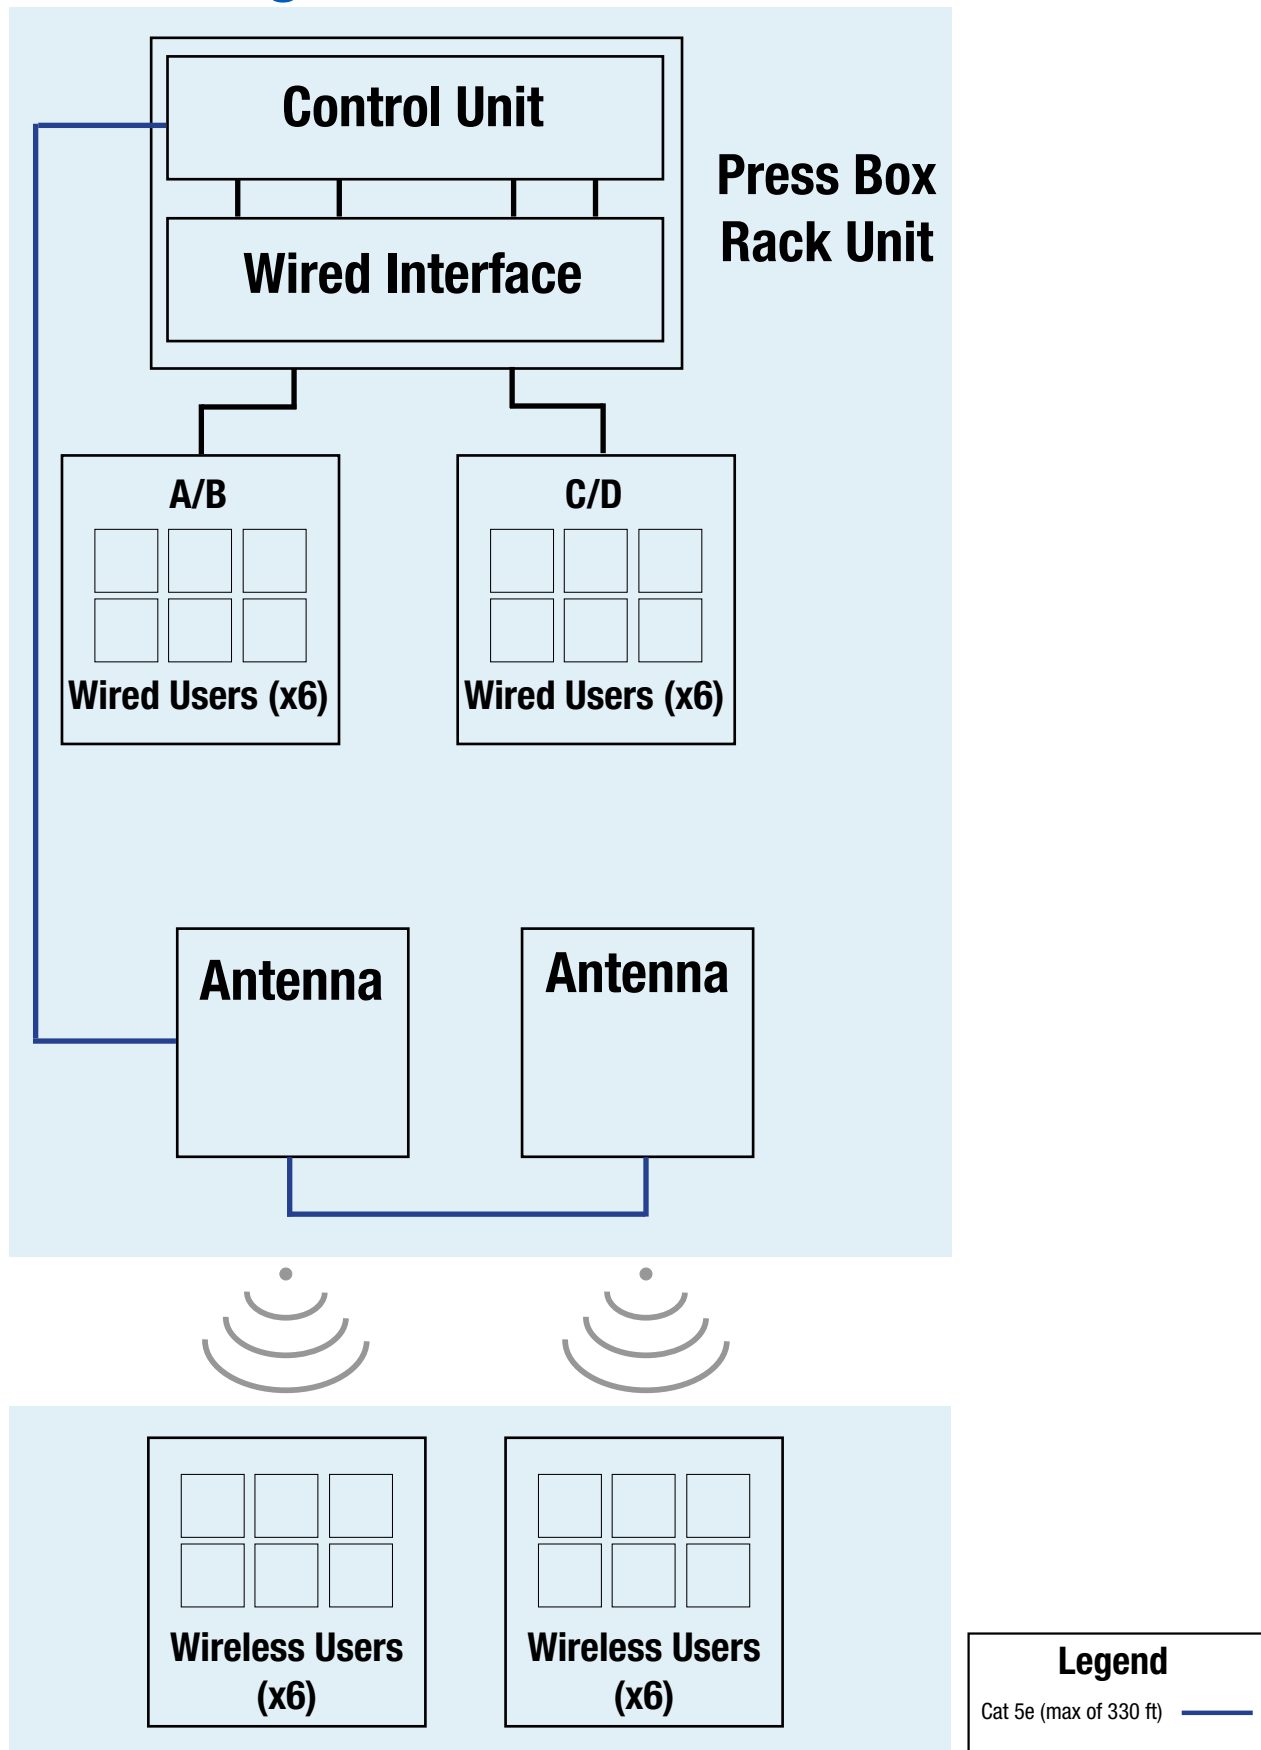 Control Unit
Press Box
Rack Unit
Wired Interface
A/B
Wired Users (x6)
C/D
Wired Users (x6)
Antenna
Antenna
Wireless Users
(x6)
Wireless Users
(x6)
Legend
Cat 5e (max of 330 ft)